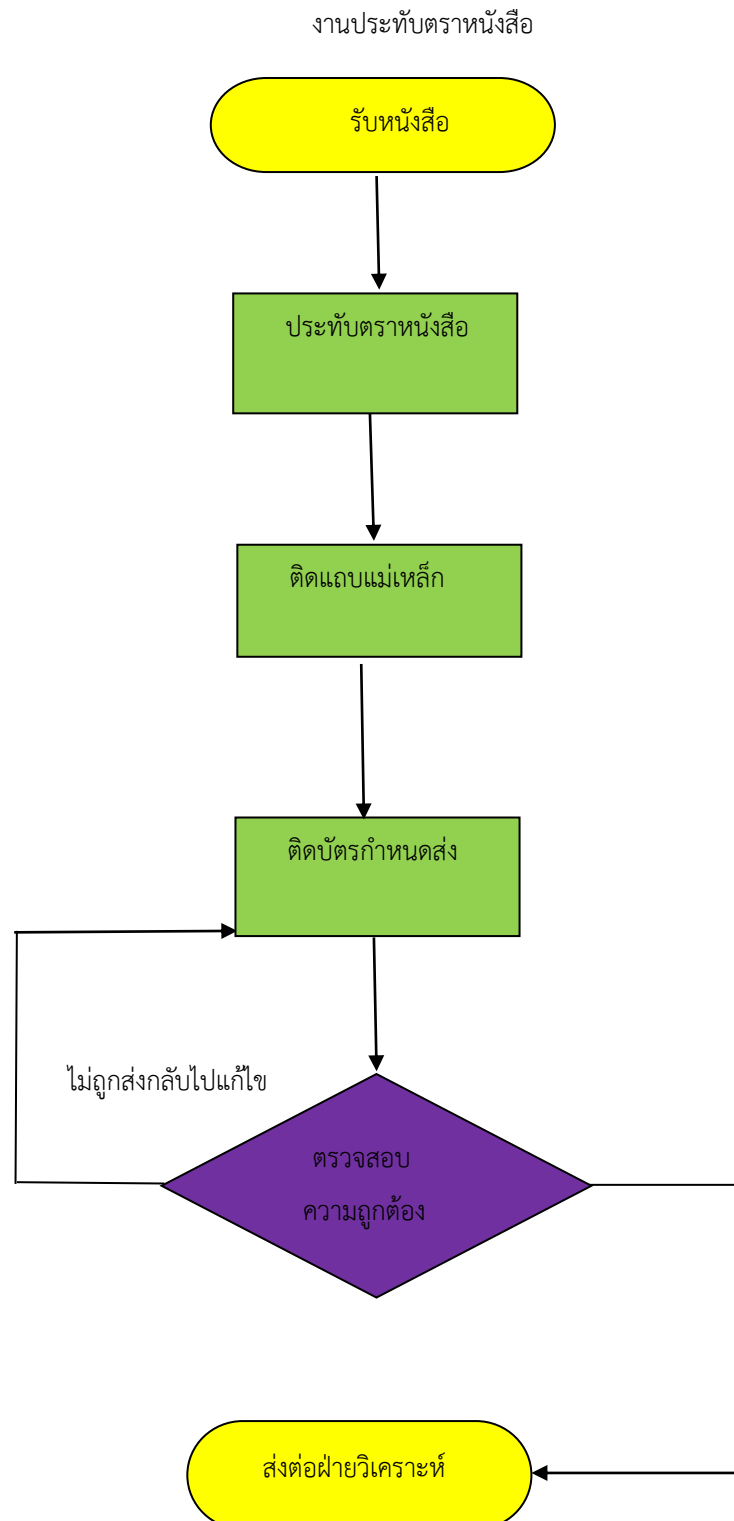 งานประทับตราหนังสือ
รับหนังสือ
ประทับตราหนังสือ
ติดแถบแม่เหล็ก
ติดบัตรกำหนดส่ง
ไม่ถูกส่งกลับไปแก้ไข
ตรวจสอบ
ความถูกต้อง
ส่งต่อฝ่ายวิเคราะห์